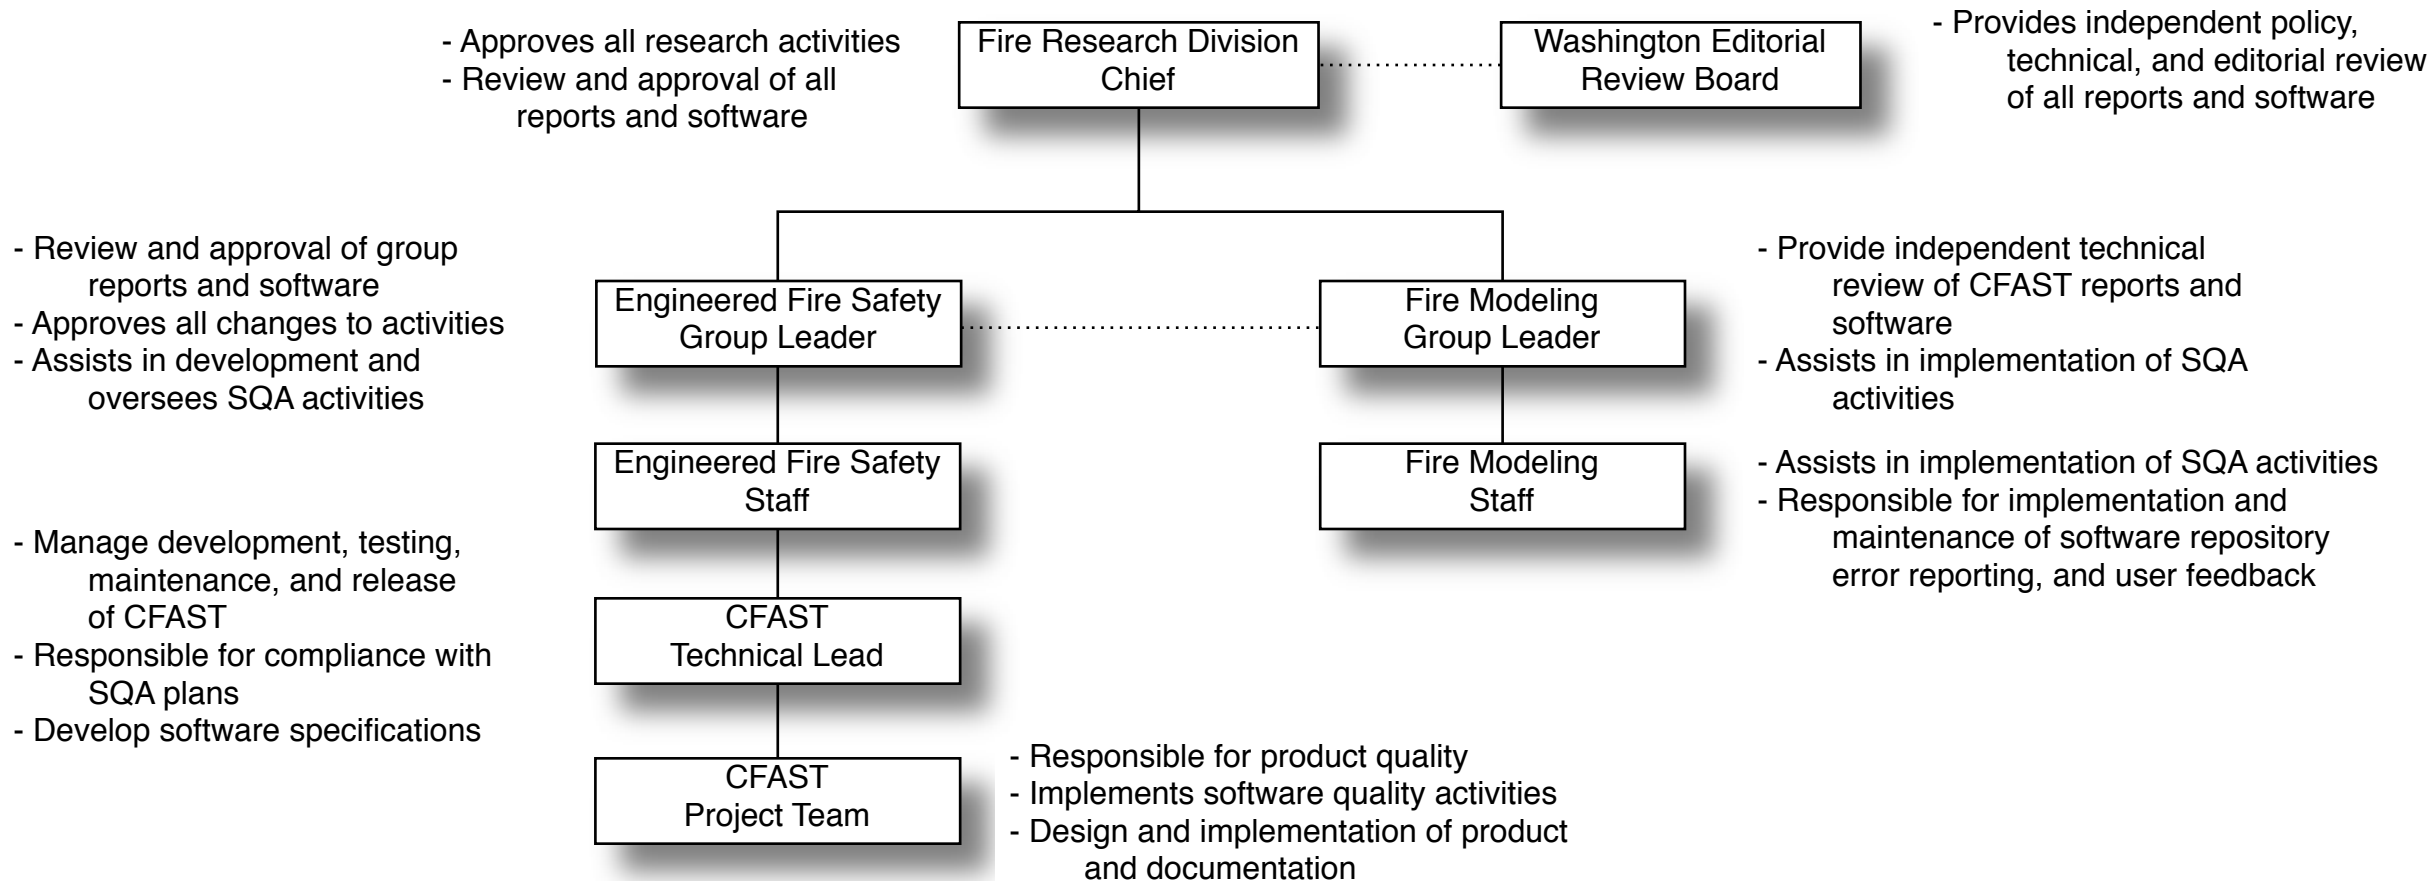 - Approves all research activities
- Review and approval of all
reports and software
Fire Research Division
Chief
Washington Editorial
Review Board
- Provides independent policy,
technical, and editorial review
of all reports and software
- Review and approval of group
reports and software
- Approves all changes to activities
- Assists in development and
oversees SQA activities
Engineered Fire Safety
Group Leader
Fire Modeling
Group Leader
- Provide independent technical
review of CFAST reports and
software
- Assists in implementation of SQA
activities
Engineered Fire Safety
Staff
Fire Modeling
Staff
- Assists in implementation of SQA activities
- Responsible for implementation and
maintenance of software repository
error reporting, and user feedback
- Manage development, testing,
maintenance, and release
of CFAST
- Responsible for compliance with
SQA plans
- Develop software specifications
CFAST
Technical Lead
CFAST
Project Team
- Responsible for product quality
- Implements software quality activities
- Design and implementation of product
and documentation